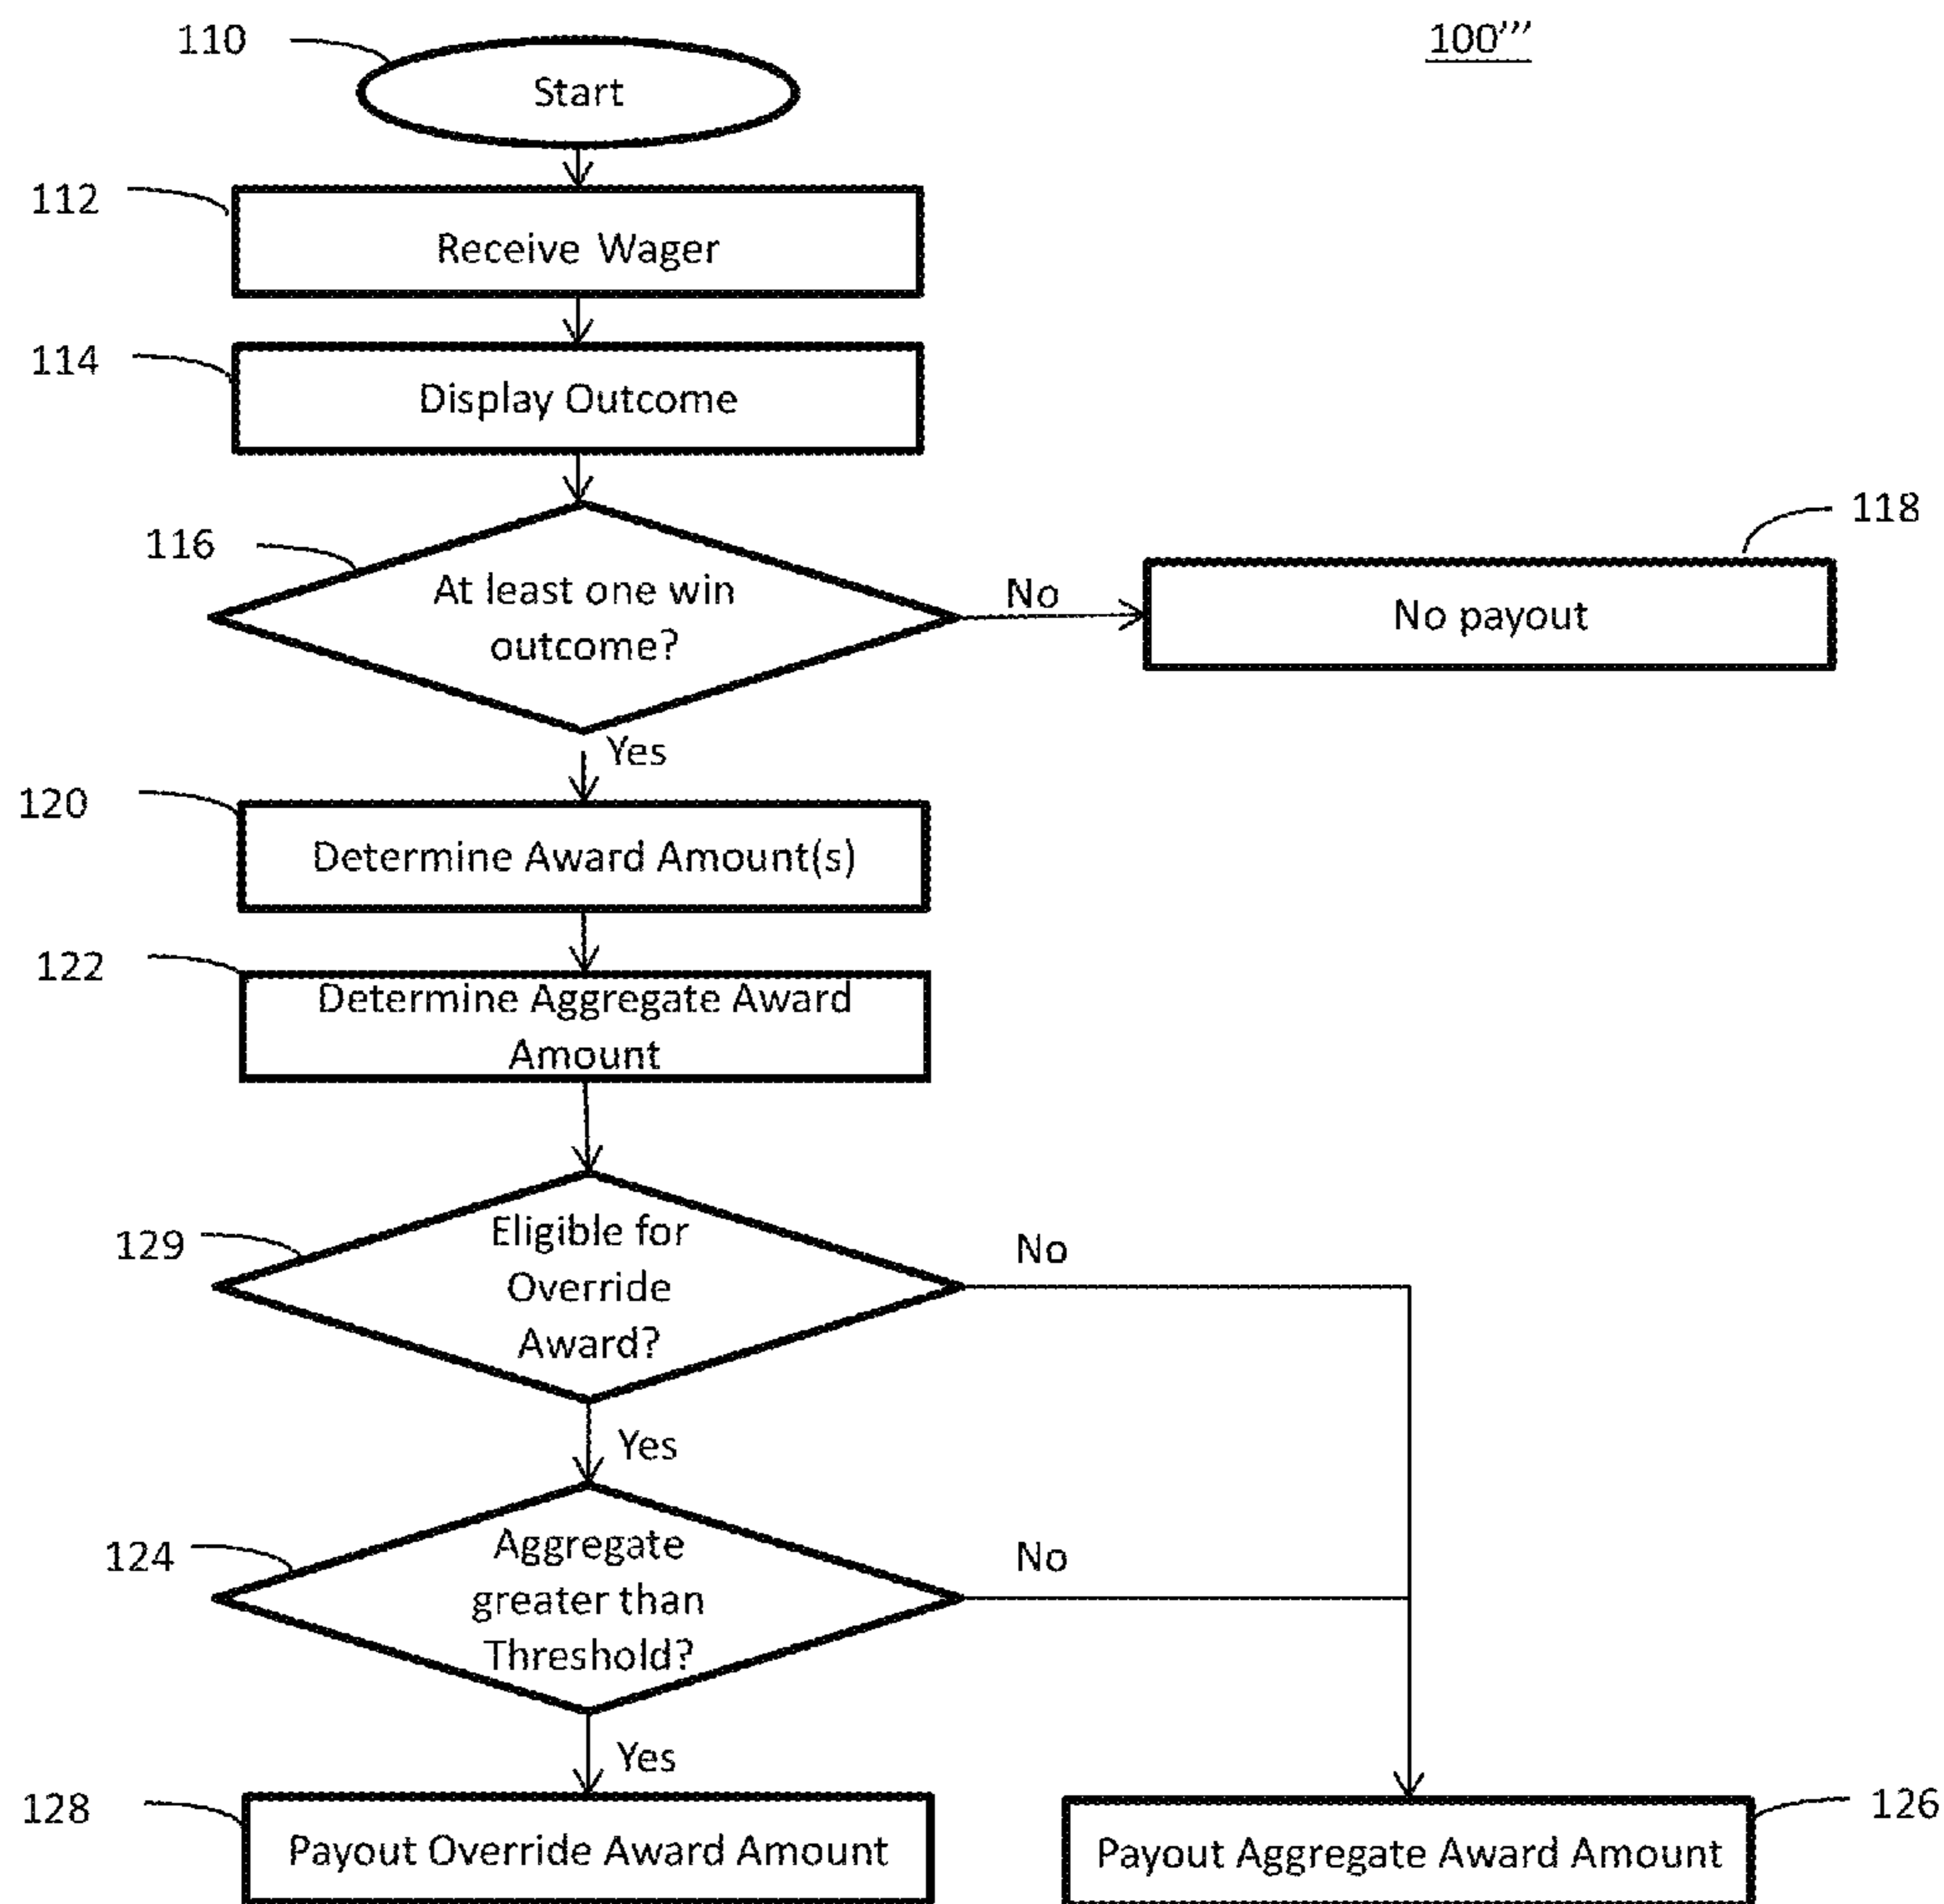 110
100’’’
Start
112
Receive Wager
114
Display Outcome
118
116
At least one win
outcome?
No
No payout
Yes
120
Determine Award Amount(s)
122
Determine Aggregate Award
Amount
129
Eligible for
Override
Award?
No
Yes
124
Aggregate
greater than
Threshold?
No
Yes
128
Payout Override Award Amount
126
Payout Aggregate Award Amount